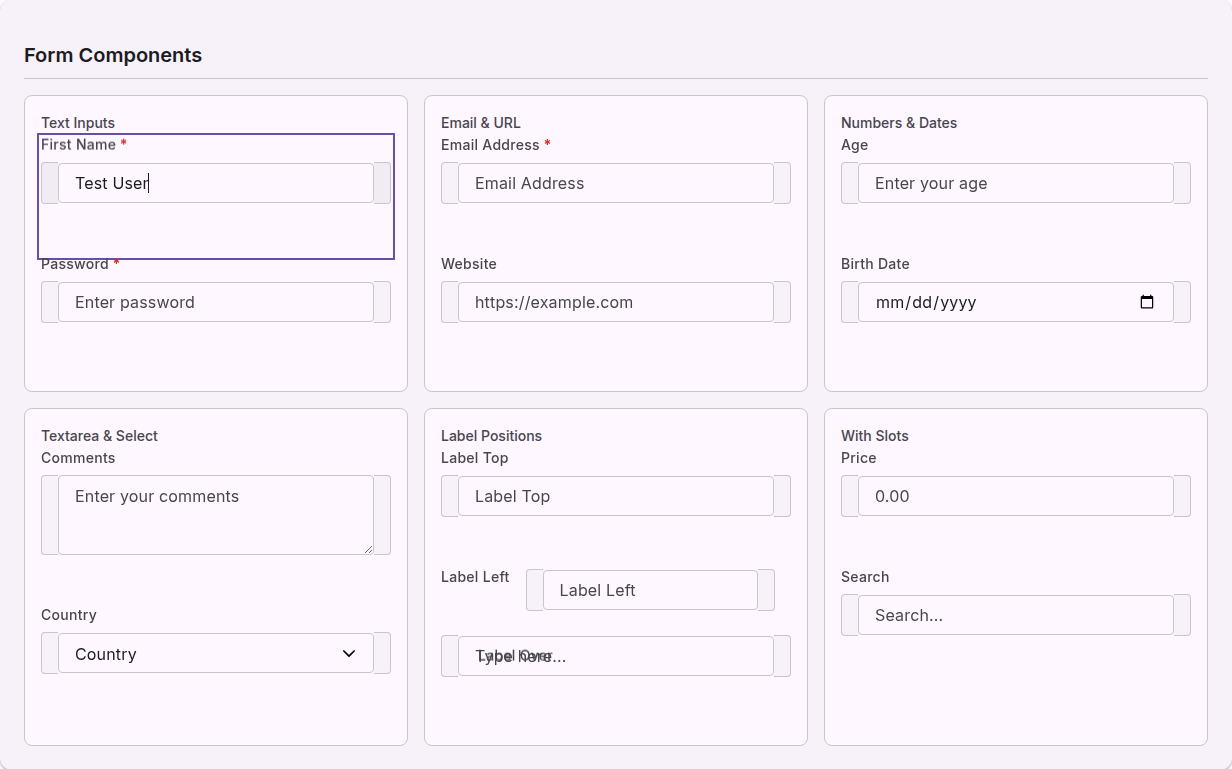 Form Components
Text Inputs
First Name *
Test User
Password *
Enter password
Email & URL
Email Address *
Email Address
Website
https://example.com
Numbers & Dates
Age
Enter your age
Birth Date
mm/dd/yyyy
Textarea & Select
Comments
Enter your comments
Country
Country
Label Positions
Label Top
Label Top
Label Left
Label Left
Label Over
Type here...
With Slots
Price
0.00
Search
Search...